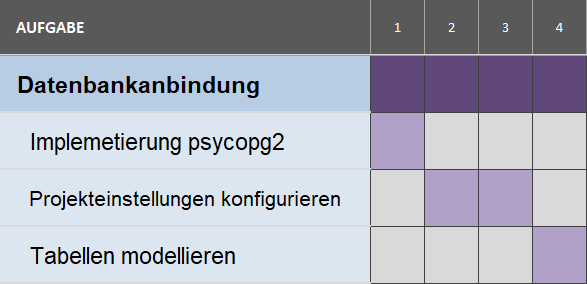 AUFGABE 1 2 3 4
Datenbankanbindung
Implemetierung psycopg2
Projekteinstellungen konfigurieren
Tabellen modellieren